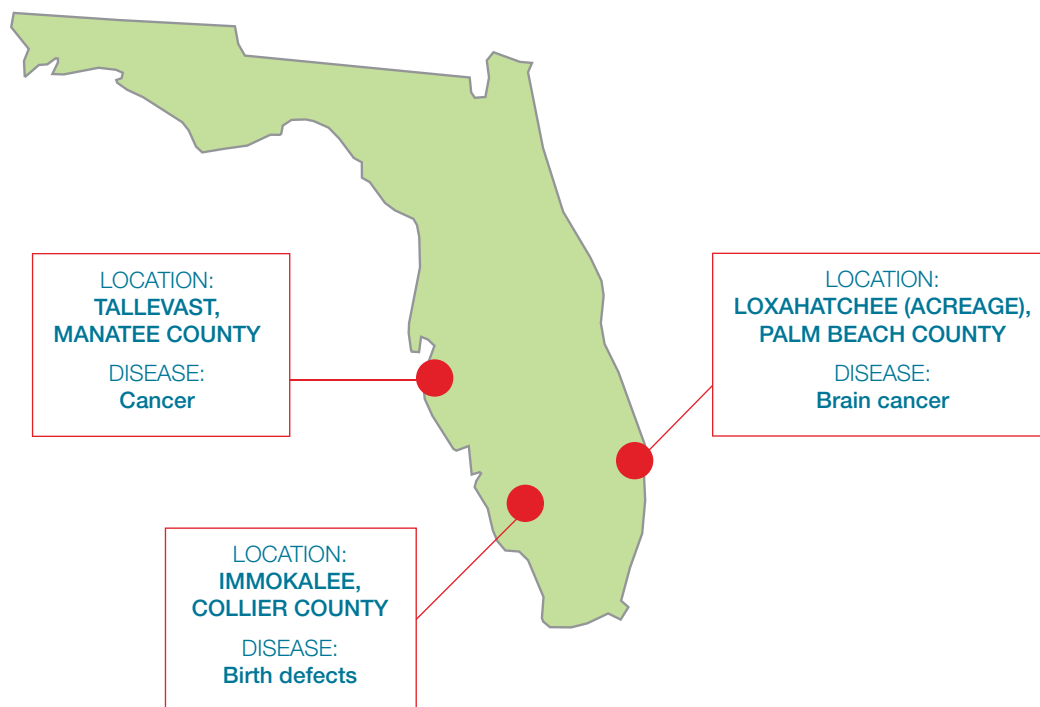 LOCATION:
TALLEVAST,
MANATEE COUNTY
DISEASE:
Cancer
LOCATION:
LOXAHATCHEE (ACREAGE),
PALM BEACH COUNTY
DISEASE:
Brain cancer
LOCATION:
IMMOKALEE,
COLLIER COUNTY
DISEASE:
Birth defects